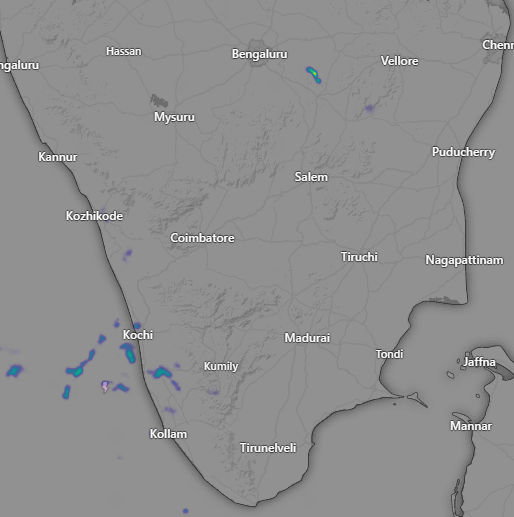 Hassan
Bengaluru
Chenn
ngaluru
Vellore
Mysuru
Kannur
Puducherry
Salem
Kozhikode
Coimbatore
Tiruchi
Nagapattinam
Kochi
Madurai
Tondi
Kumily
Jaffna
Mannar
Kollam
Tirunelveli